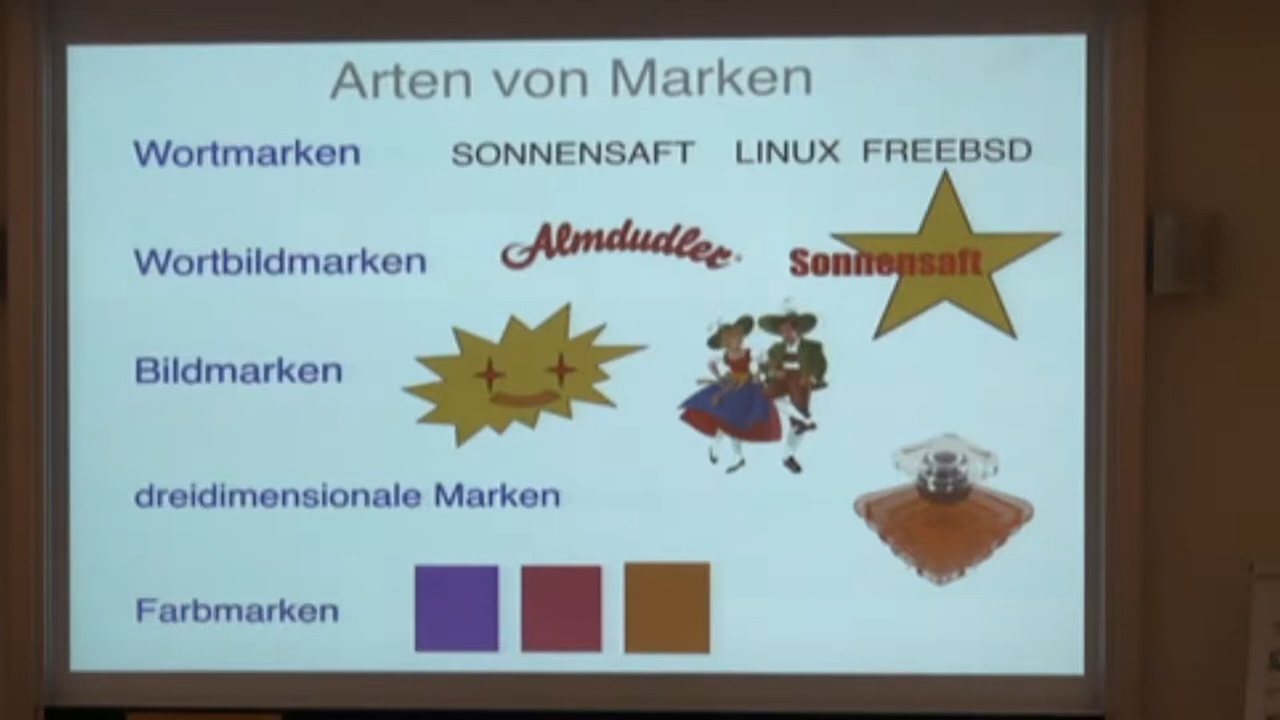 Arten von Marken
Wortmarken SONNENSAFT LINUX FREEBSD
Wortbildmarken Almdudler Sonnensaft
Bildmarken
dreidimensionale Marken
Farbmarken